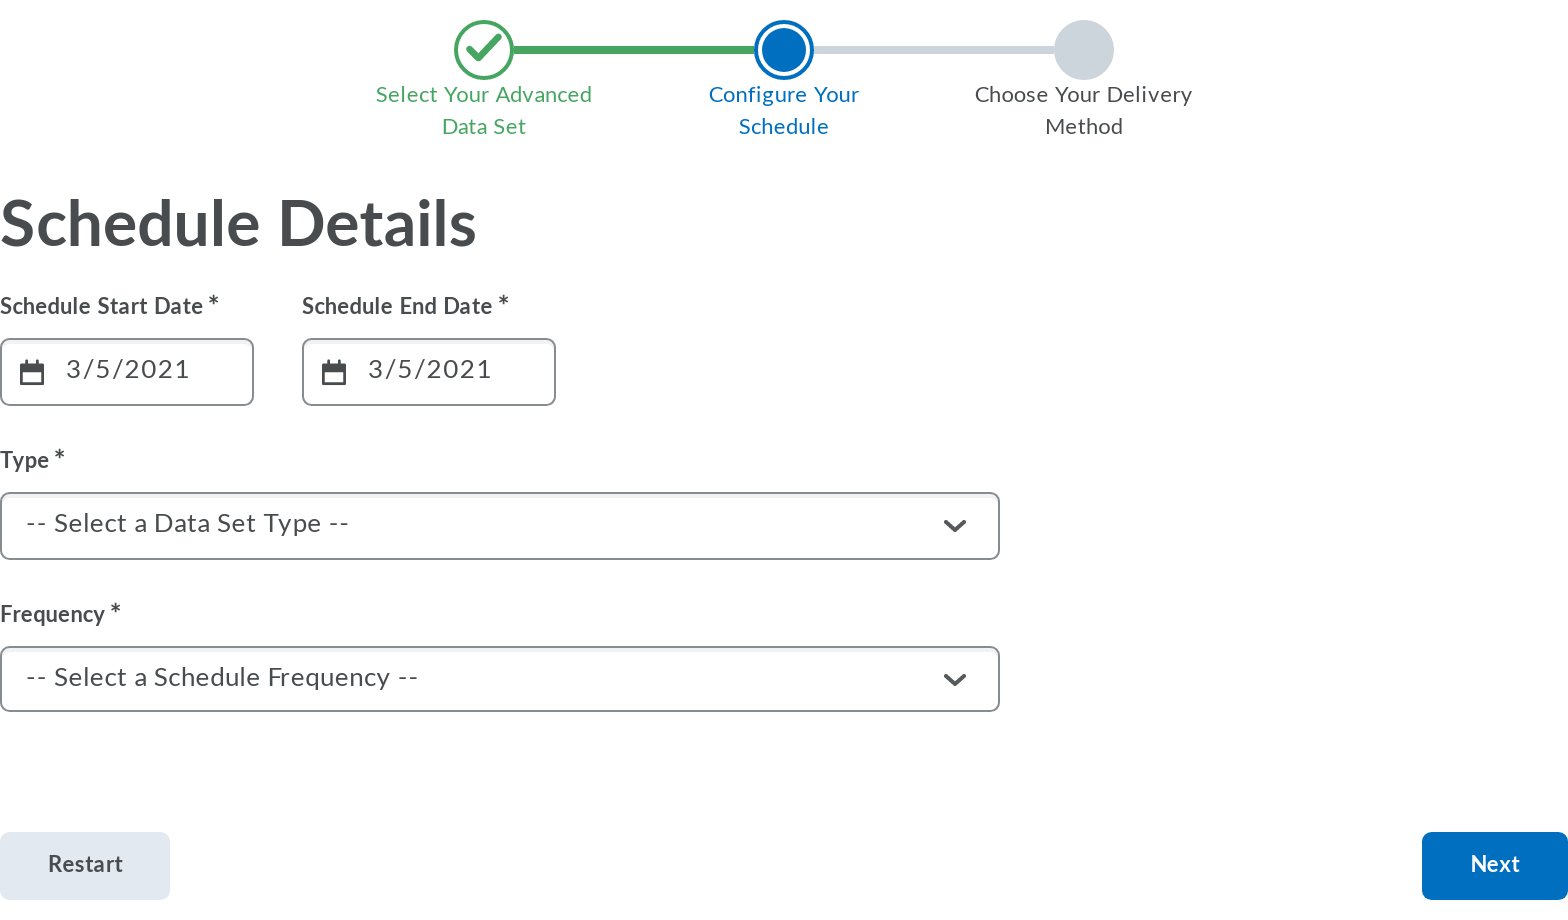 Select Your Advanced
Data Set
Configure Your
Schedule
Choose Your Delivery
Method
Schedule Details
Schedule Start Date *
Schedule End Date *
3/5/2021
3/5/2021
Type *
-- Select a Data Set Type --
Frequency *
-- Select a Schedule Frequency --
Restart
Next